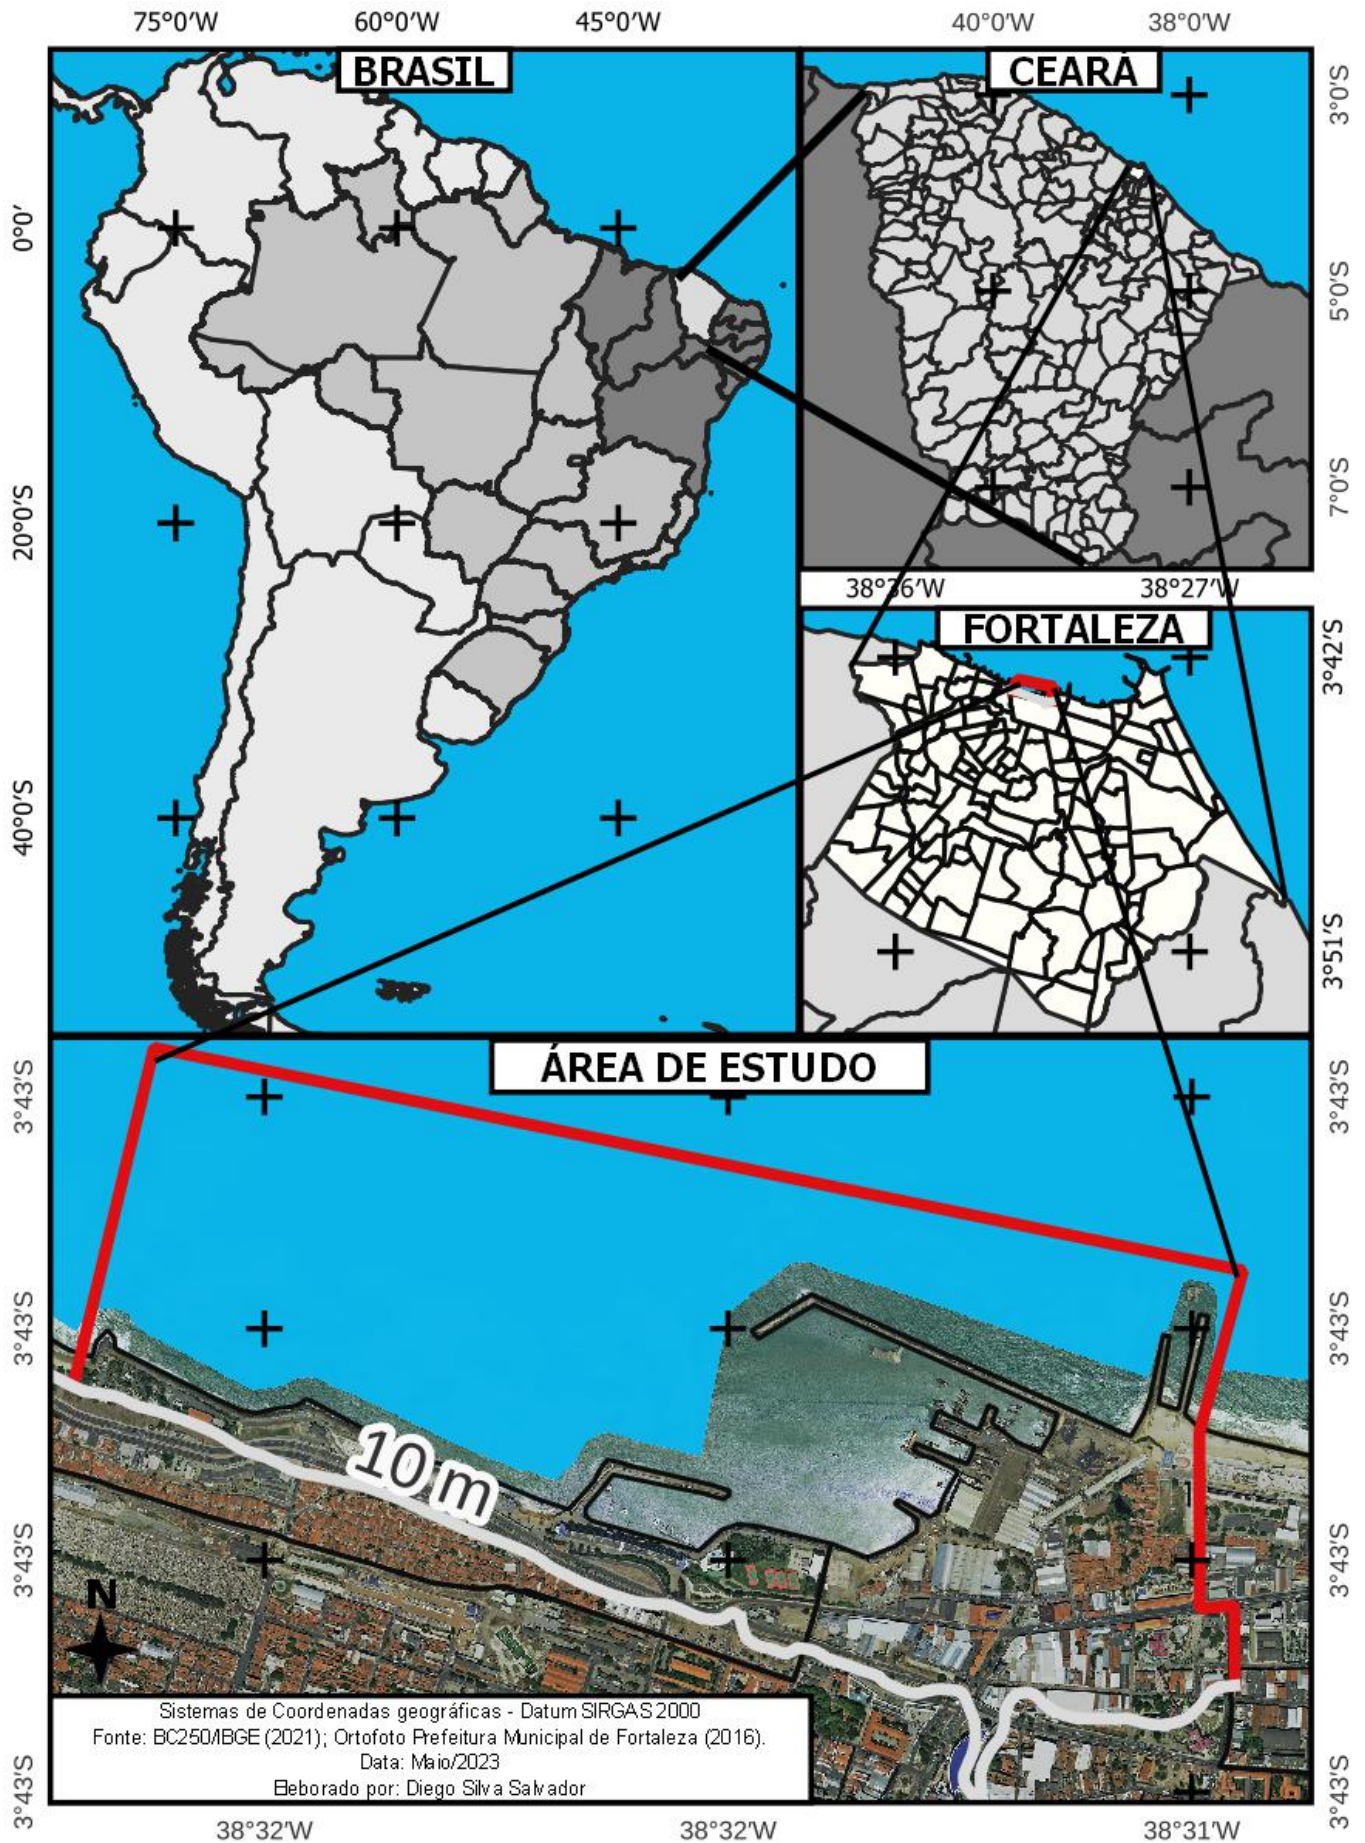 75°0'W 60°0'W 45°0'W 40°0'W 38°0'W
BRASIL
CEARÁ
3°0'S
0°0'
5°0'S
7°0'S
20°0'S
38°36'W 38°27'W
FORTALEZA
3°42'S
40°0'S
3°51'S
ÁREA DE ESTUDO
3°43'S 3°43'S
3°43'S 3°43'S
10 m
3°43'S 3°43'S
N
Sistemas de Coordenadas geográficas - Datum SIRGAS 2000
Fonte: BC250/IBGE (2021); Ortofoto Prefeitura Municipal de Fortaleza (2016).
Data: Maio/2023
Elaborado por: Diego Silva Salvador
3°43'S 3°43'S
38°32'W 38°32'W 38°31'W